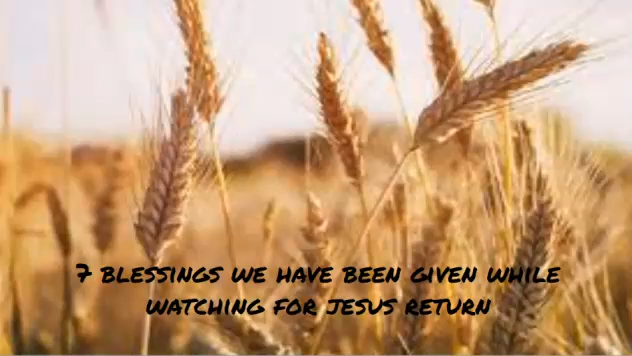 7 BLESSINGS WE HAVE BEEN GIVEN WHILE
WATCHING FOR JESUS RETURN